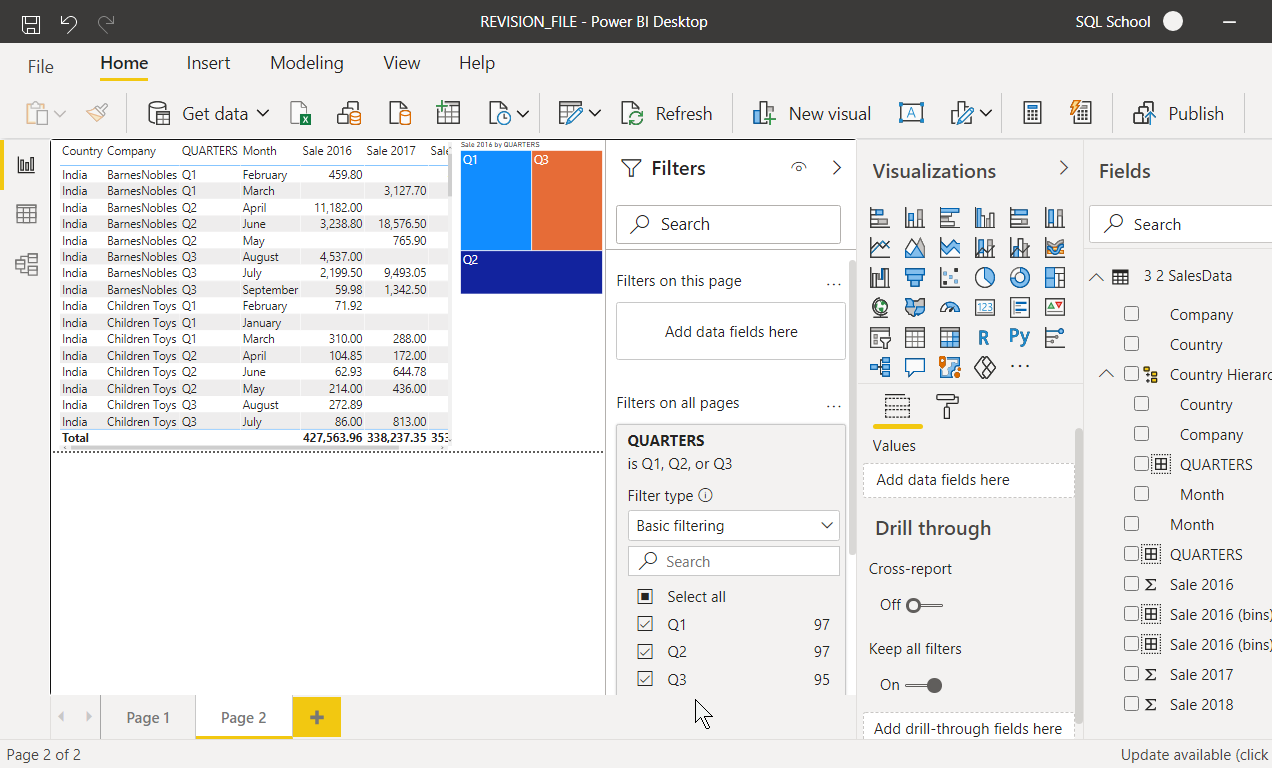 REVISION_FILE - Power BI Desktop
SQL School
File Home Insert Modeling View Help
Get data Refresh New visual Publish
Country Company QUARTERS Month Sale 2016 Sale 2017 Sale
India BarnesNobles Q1 February 459.80
India BarnesNobles Q1 March 3,127.70
India BarnesNobles Q2 April 11,182.00
India BarnesNobles Q2 June 3,238.80 18,576.50
India BarnesNobles Q2 May 765.90
India BarnesNobles Q3 August 4,537.00
India BarnesNobles Q3 July 2,199.50 9,493.05
India BarnesNobles Q3 September 59.98 1,342.50
India Children Toys Q1 February 71.92
India Children Toys Q1 January
India Children Toys Q1 March 310.00 288.00
India Children Toys Q2 April 104.85 172.00
India Children Toys Q2 June 62.93 644.78
India Children Toys Q2 May 214.00 436.00
India Children Toys Q3 August 272.89
India Children Toys Q3 July 86.00 813.00
Total 427,563.96 338,237.35 353
Sale 2016 by QUARTERS
Q1 Q3
Q2
Filters
Search
Filters on this page ...
Add data fields here
Filters on all pages ...
QUARTERS
is Q1, Q2, or Q3
Filter type
Basic filtering
Search
Select all
Q1 97
Q2 97
Q3 95
Visualizations
123
R Py
...
Values
Add data fields here
Drill through
Cross-report
Off
Keep all filters
On
Add drill-through fields here
Fields
Search
3 2 SalesData
Company
Country
Country Hierarc
Country
Company
QUARTERS
Month
Month
QUARTERS
Σ Sale 2016
Sale 2016 (bins)
Sale 2016 (bins)
Σ Sale 2017
Σ Sale 2018
Page 1 Page 2 +
Page 2 of 2
Update available (click